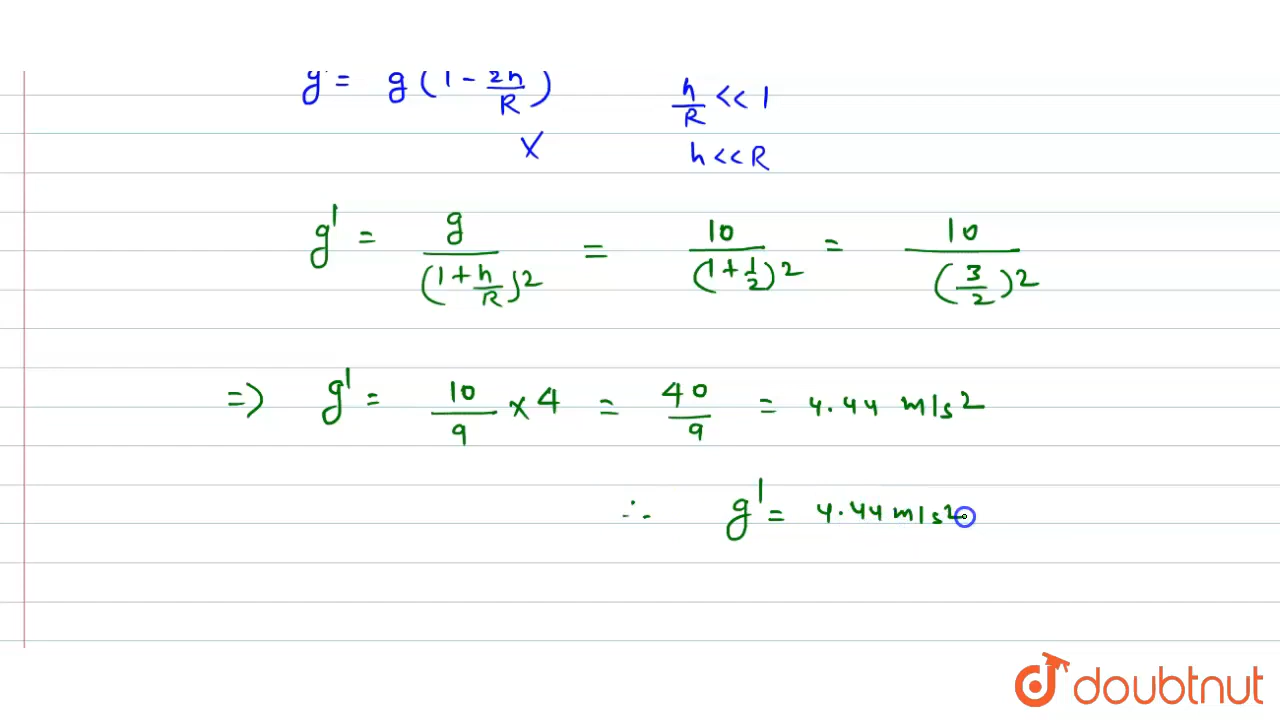 g' = g(1 - 2h/R) h/R << 1
X h << R
g' = g/(1+h/R)2 = 10/(1+1/2)2 = 10/(3/2)2
=) g' = 10/9 × 4 = 40/9 = 4.44 m/s2
∴ g' = 4.44 m/s2
doubtnut